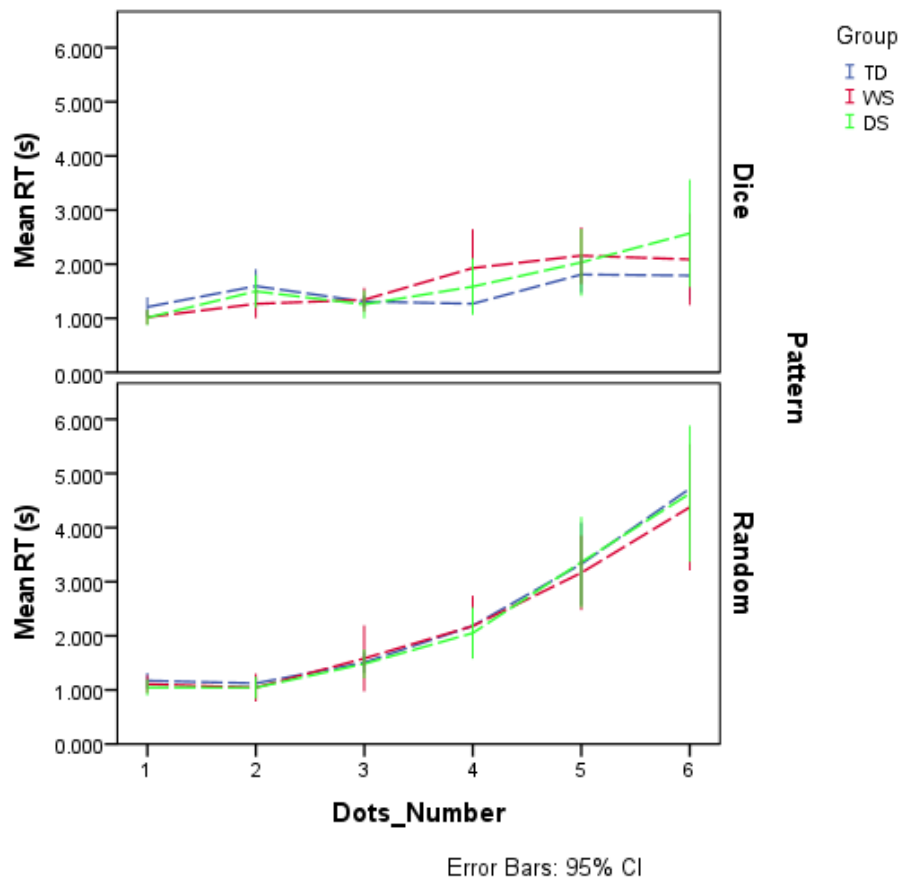 Group
TD
WS
DS
Mean RT (s)
6.000
5.000
4.000
3.000
2.000
1.000
0.000
Dice
Pattern
Mean RT (s)
6.000
5.000
4.000
3.000
2.000
1.000
0.000
Random
1 2 3 4 5 6
Dots_Number
Error Bars: 95% CI